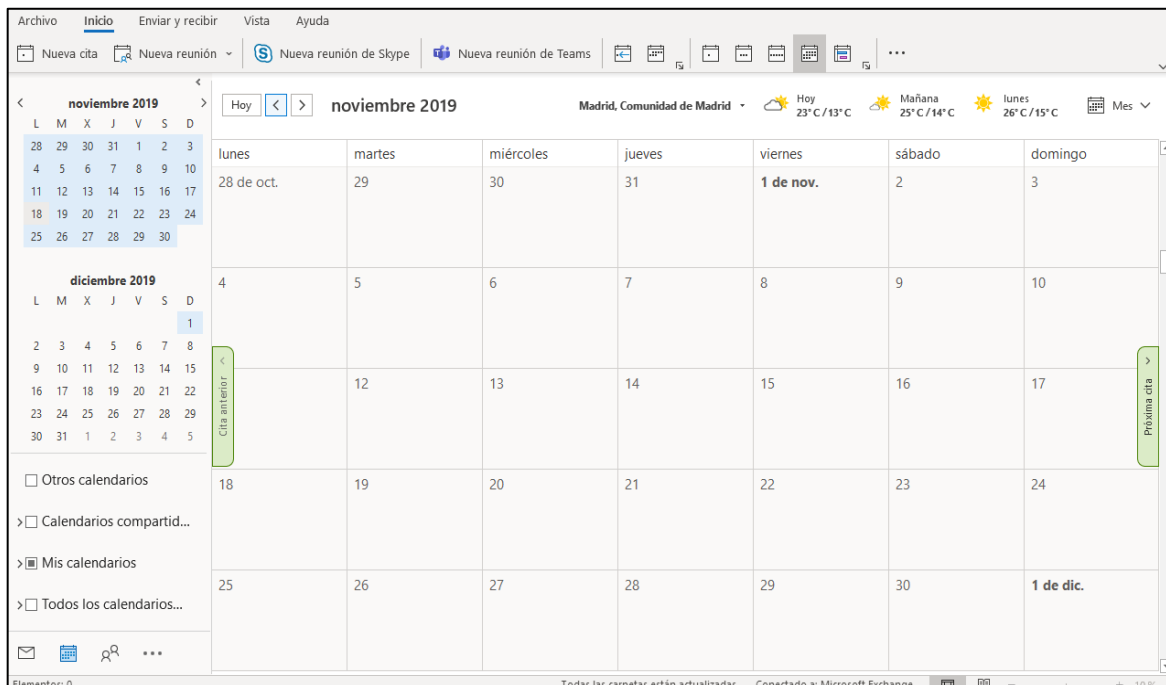 Archivo Inicio Enviar y recibir Vista Ayuda
Nueva cita Nueva reunión Nueva reunión de Skype Nueva reunión de Teams ...
noviembre 2019
L M X J V S D
28 29 30 31 1 2 3
4 5 6 7 8 9 10
11 12 13 14 15 16 17
18 19 20 21 22 23 24
25 26 27 28 29 30
diciembre 2019
L M X J V S D
1
2 3 4 5 6 7 8
9 10 11 12 13 14 15
16 17 18 19 20 21 22
23 24 25 26 27 28 29
30 31 1 2 3 4 5
Otros calendarios
Calendarios compartid...
Mis calendarios
Todos los calendarios...
Hoy < > noviembre 2019 Madrid, Comunidad de Madrid Hoy 23° C / 13° C Mañana 25° C / 14° C lunes 26° C / 15° C Mes
lunes martes miércoles jueves viernes sábado domingo
28 de oct. 29 30 31 1 de nov. 2 3
4 5 6 7 8 9 10
12 13 14 15 16 17
Cita anterior
Próxima cita
18 19 20 21 22 23 24
25 26 27 28 29 30 1 de dic.
Elementos: 0 Todas las carpetas están actualizadas. Conectado a: Microsoft Exchange